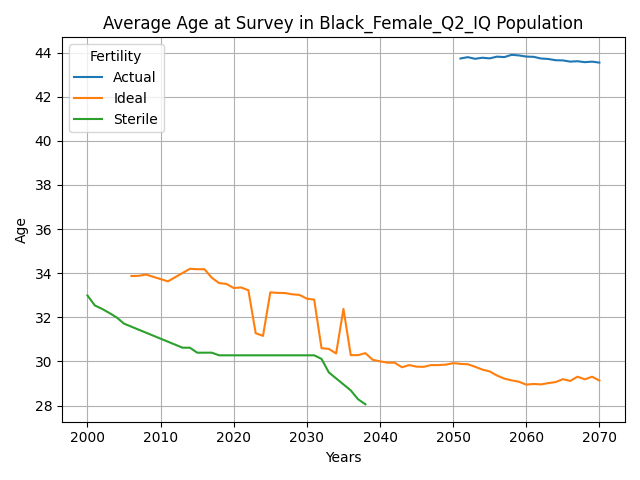 Average Age at Survey in Black_Female_Q2_IQ Population
Fertility
Actual
Ideal
Sterile
Age
44
42
40
38
36
34
32
30
28
2000 2010 2020 2030 2040 2050 2060 2070
Years